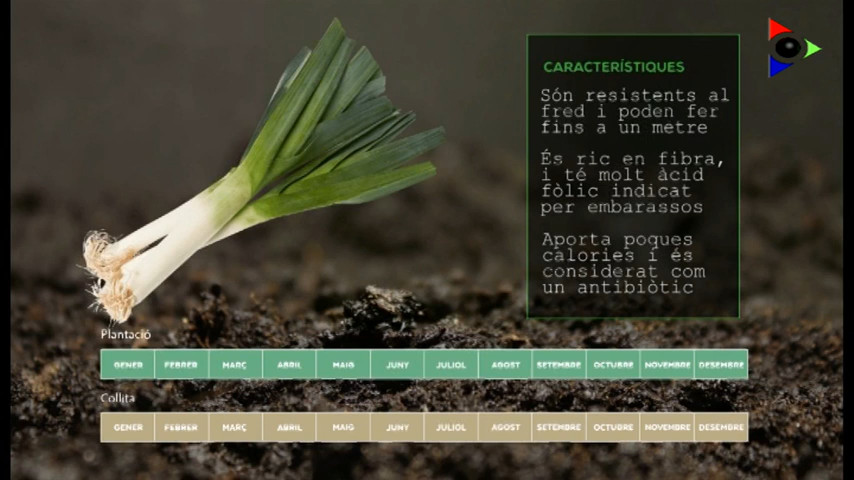 CARACTERÍSTIQUES
Són resistents al
fred i poden fer
fins a un metre
És ric en fibra,
i té molt àcid
fòlic indicat
per embarassos
Aporta poques
calories i és
considerat com
un antibiòtic
Plantació
GENER FEBRER MARÇ ABRIL MAIG JUNY JULIOL AGOST SETEMBRE OCTUBRE NOVEMBRE DESEMBRE
Collita
GENER FEBRER MARÇ ABRIL MAIG JUNY JULIOL AGOST SETEMBRE OCTUBRE NOVEMBRE DESEMBRE